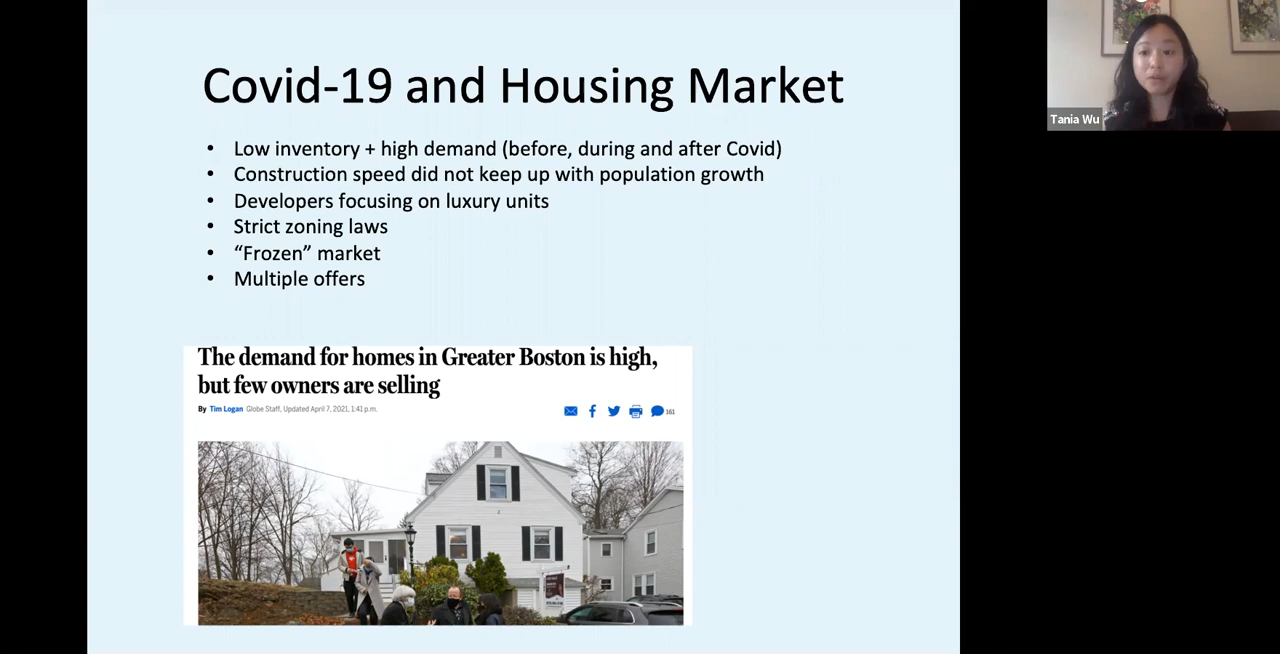 Covid-19 and Housing Market
• Low inventory + high demand (before, during and after Covid)
• Construction speed did not keep up with population growth
• Developers focusing on luxury units
• Strict zoning laws
• “Frozen” market
• Multiple offers
The demand for homes in Greater Boston is high,
but few owners are selling
By Tim Logan Globe Staff, Updated April 7, 2021, 1:41 p.m.
161
Tania Wu